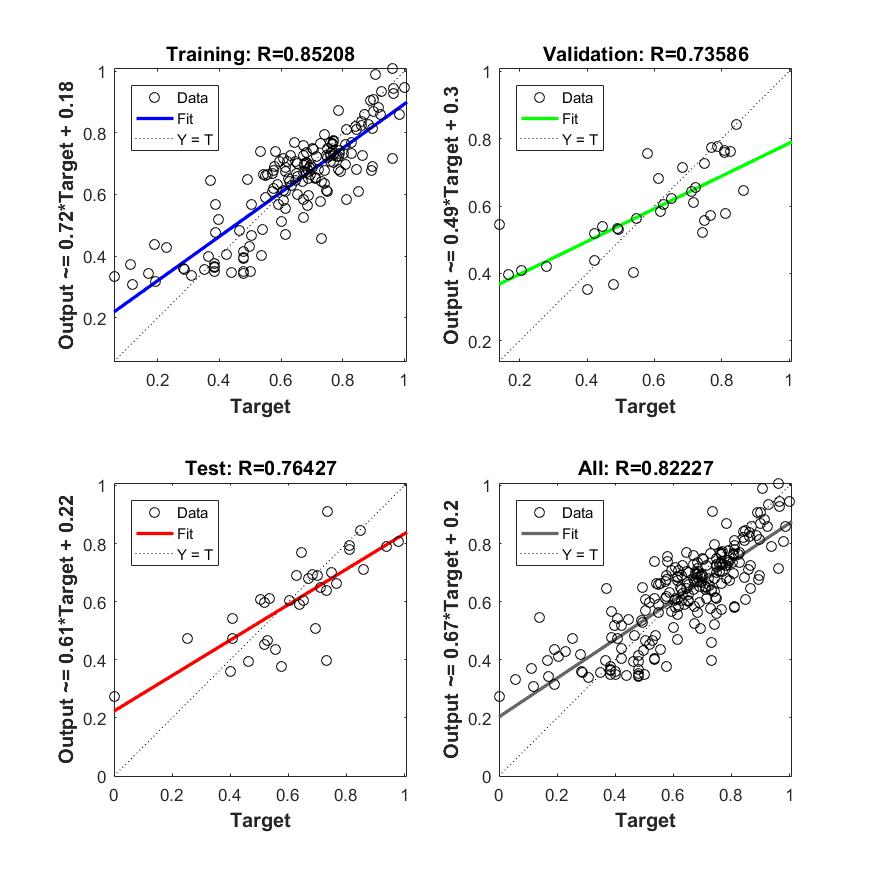 Training: R=0.85208
Output ~= 0.72*Target + 0.18
Data
Fit
Y = T
0.8
0.6
0.4
0.2
0.2 0.4 0.6 0.8 1
Target
Validation: R=0.73586
Output ~= 0.49*Target + 0.3
Data
Fit
Y = T
1
0.8
0.6
0.4
0.2
0.2 0.4 0.6 0.8 1
Target
Test: R=0.76427
Output ~= 0.61*Target + 0.22
Data
Fit
Y = T
1
0.8
0.6
0.4
0.2
0
0 0.2 0.4 0.6 0.8 1
Target
All: R=0.82227
Output ~= 0.67*Target + 0.2
Data
Fit
Y = T
1
0.8
0.6
0.4
0.2
0
0 0.2 0.4 0.6 0.8 1
Target